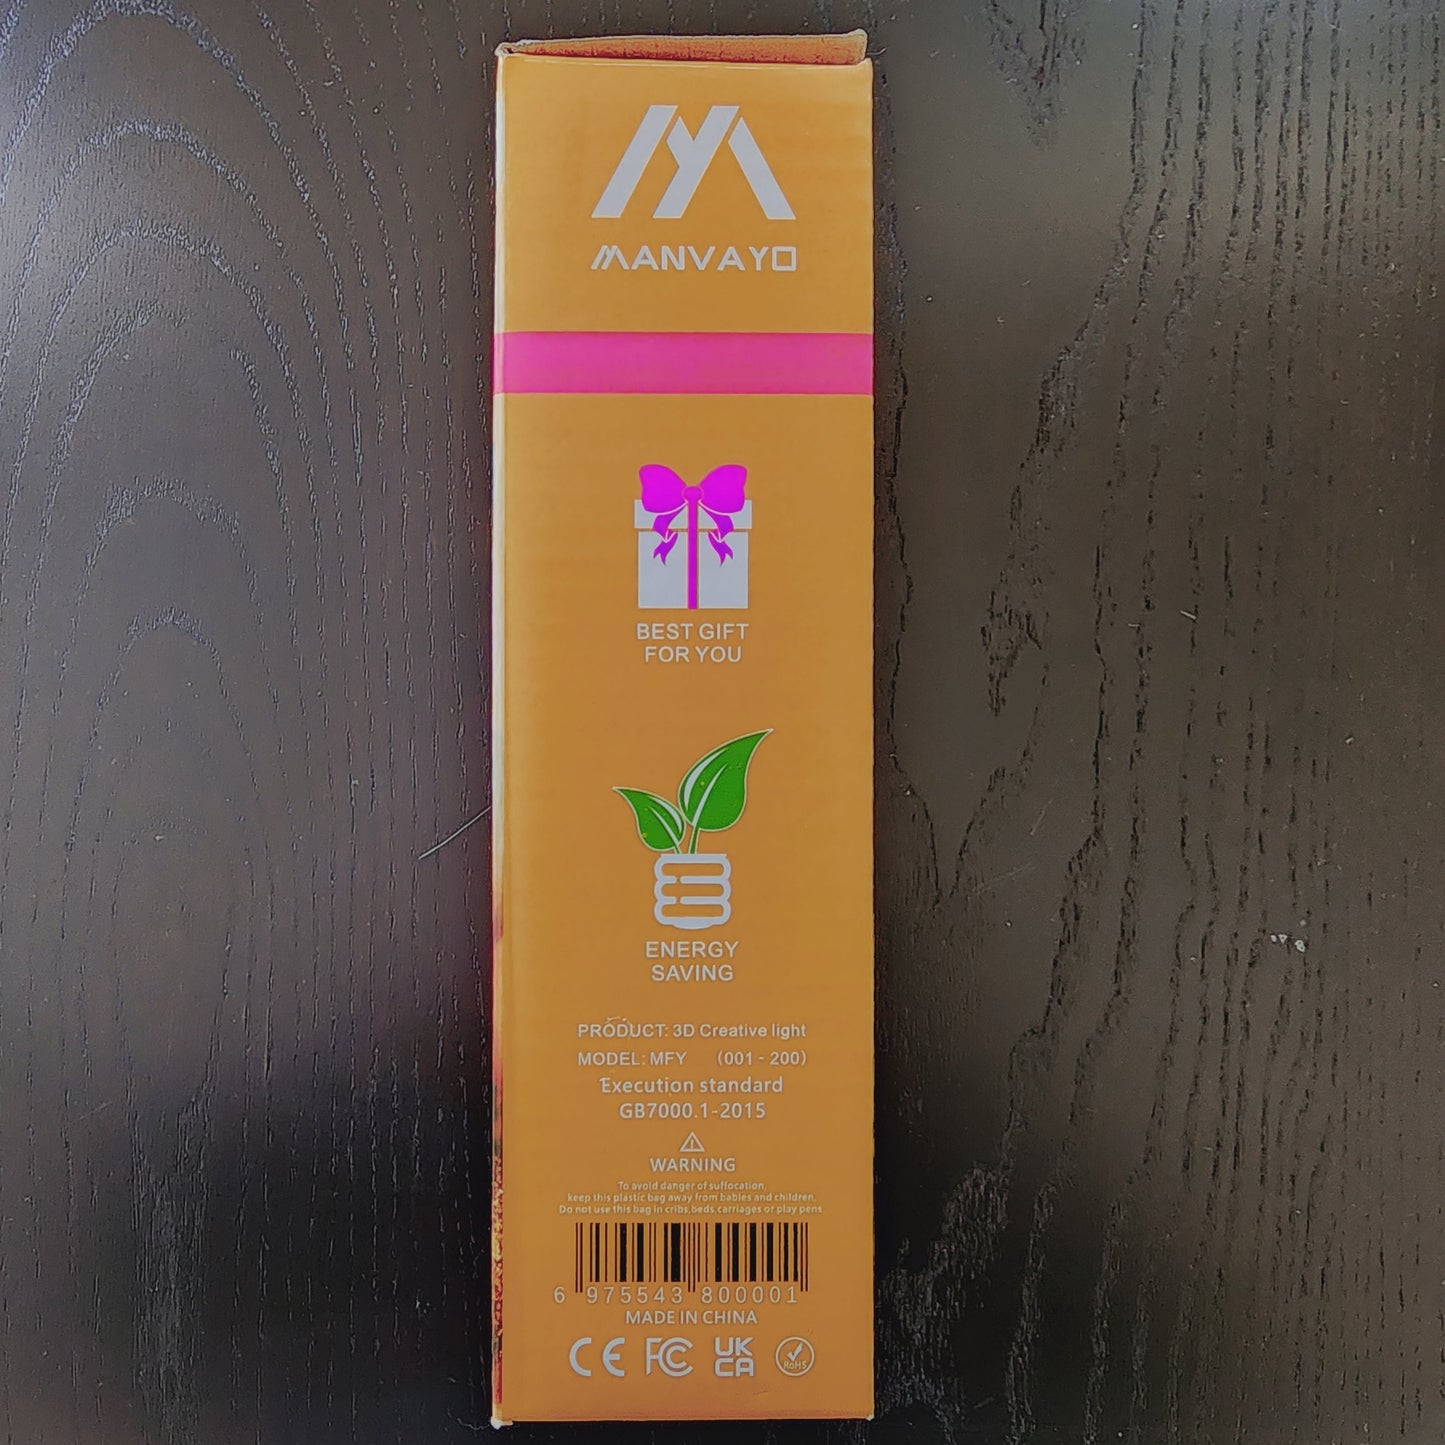 MANVAYO
BEST GIFT
FOR YOU
ENERGY
SAVING
PRODUCT: 3D Creative light
MODEL: MFY (001 - 200)
Execution standard
GB7000.1-2015
WARNING
To avoid danger of suffocation,
keep this plastic bag away from babies and children.
Do not use this bag in cribs,beds,carriages or play pens.
6 975543 800001
MADE IN CHINA
CE FC UK
CA RoHS